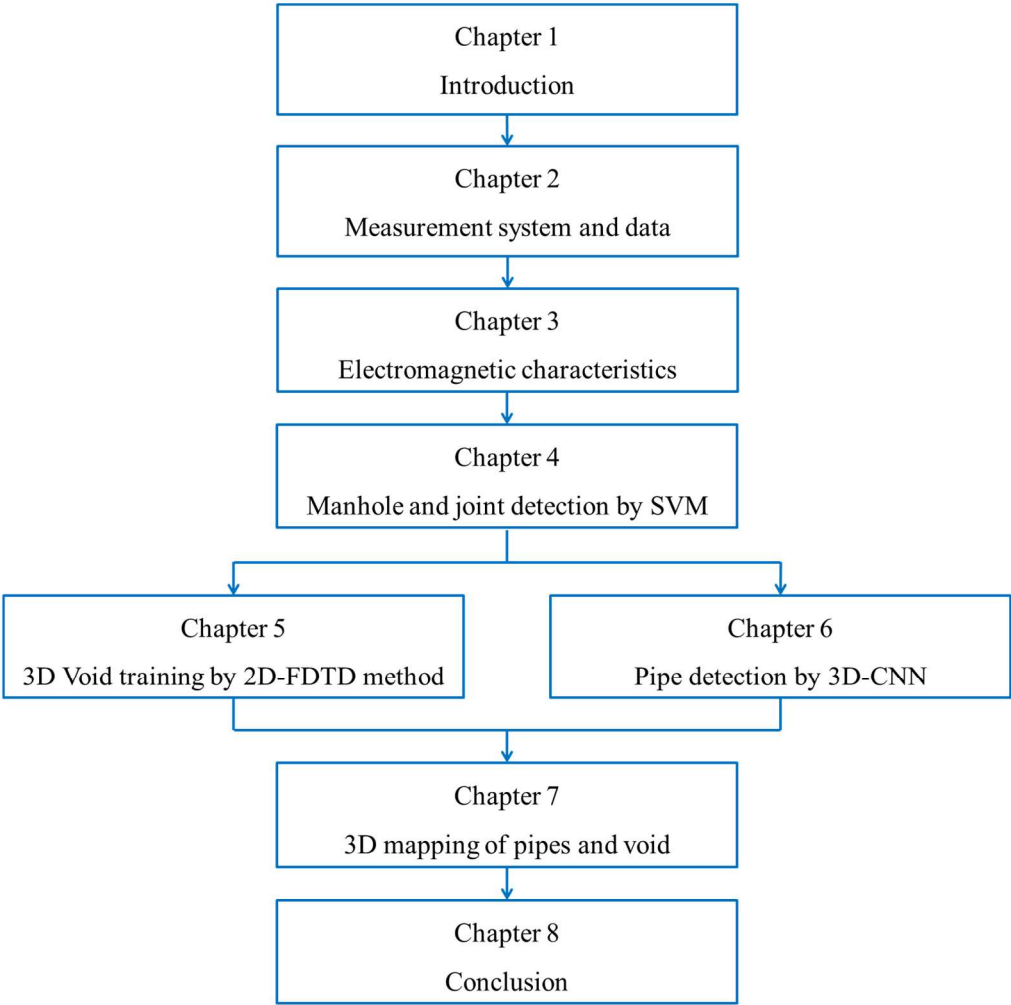 Chapter 1
Introduction
Chapter 2
Measurement system and data
Chapter 3
Electromagnetic characteristics
Chapter 4
Manhole and joint detection by SVM
Chapter 5
3D Void training by 2D-FDTD method
Chapter 6
Pipe detection by 3D-CNN
Chapter 7
3D mapping of pipes and void
Chapter 8
Conclusion